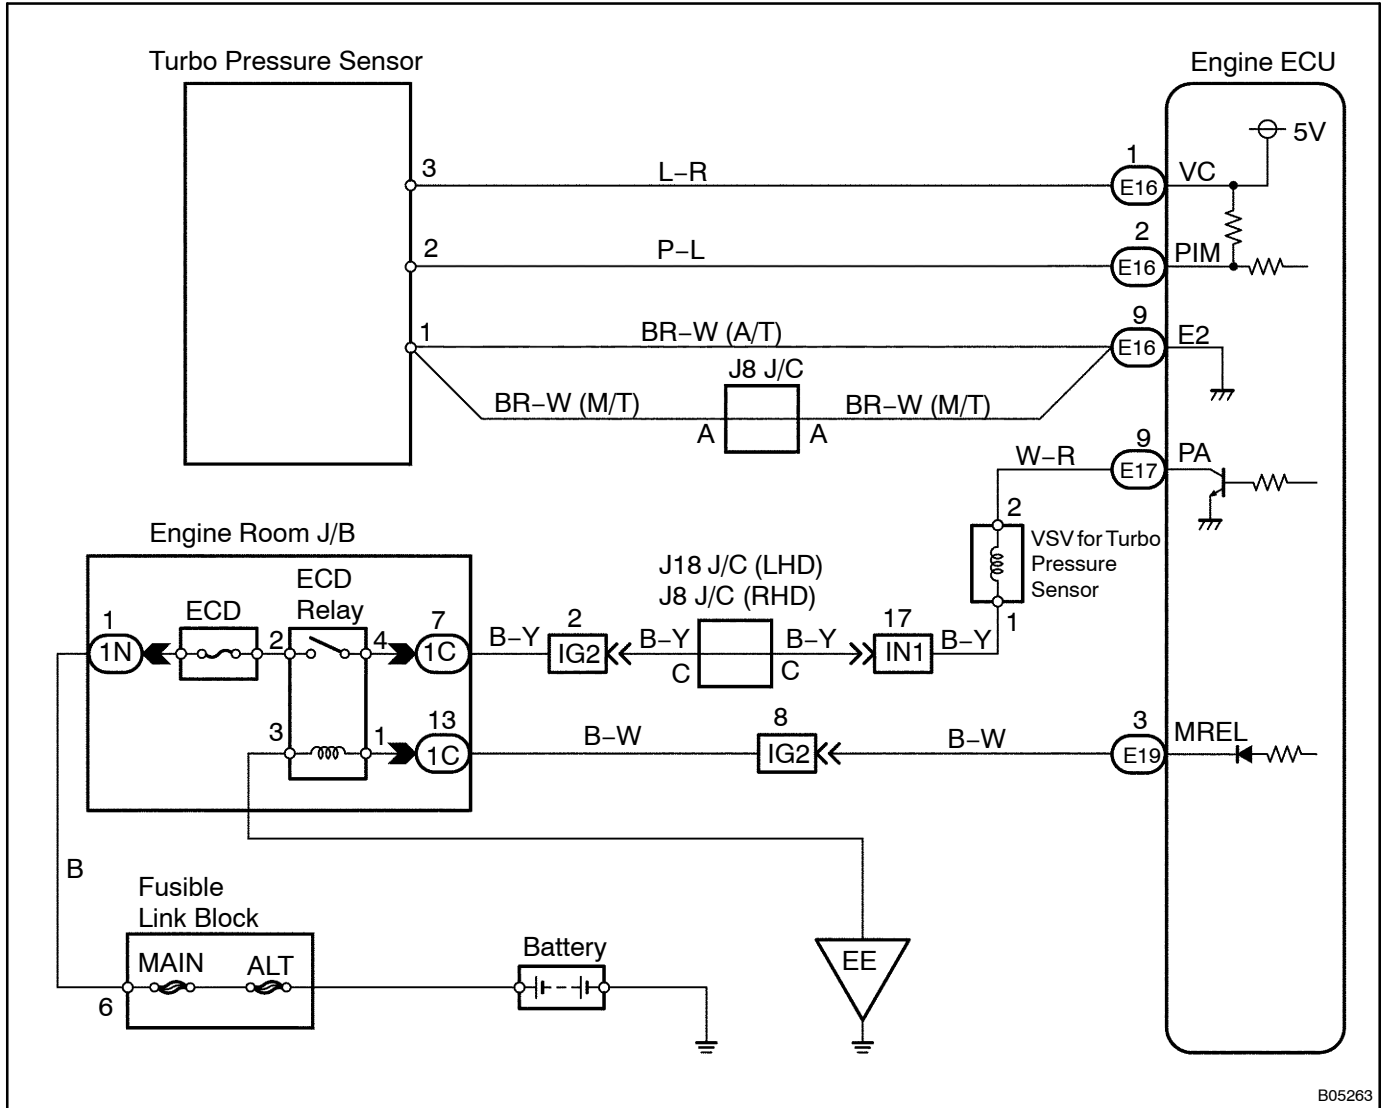 Turbo Pressure Sensor
Engine ECU
5V
3
L–R
1
E16
VC
2
P–L
2
E16
PIM
1
BR–W (A/T)
9
E16
E2
J8 J/C
BR–W (M/T)
BR–W (M/T)
A
A
W–R
9
E17
PA
2
VSV for Turbo
Pressure
Sensor
1
Engine Room J/B
ECD
ECD
Relay
1
1N
2
4
7
1C
B–Y
2
IG2
B–Y
J18 J/C (LHD)
J8 J/C (RHD)
C
C
B–Y
17
IN1
B–Y
3
1
13
1C
B–W
8
IG2
B–W
3
E19
MREL
B
Fusible
Link Block
MAIN
ALT
6
Battery
EE
B05263